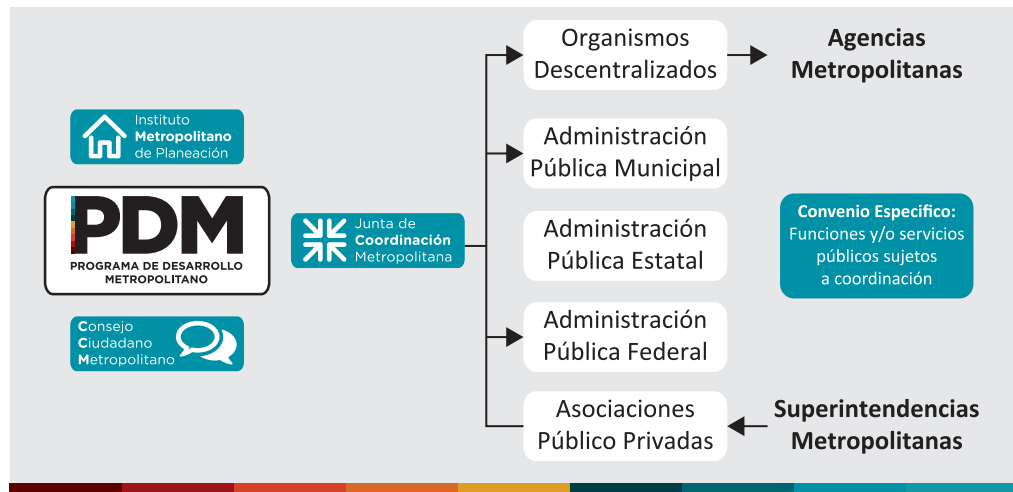 Instituto
Metropolitano
de Planeación
PDM
PROGRAMA DE DESARROLLO
METROPOLITANO
Consejo
Ciudadano
Metropolitano
Junta de
Coordinación
Metropolitana
Organismos
Descentralizados
Administración
Pública Municipal
Administración
Pública Estatal
Administración
Pública Federal
Asociaciones
Público Privadas
Agencias
Metropolitanas
Convenio Especifico:
Funciones y/o servicios
públicos sujetos
a coordinación
Superintendencias
Metropolitanas